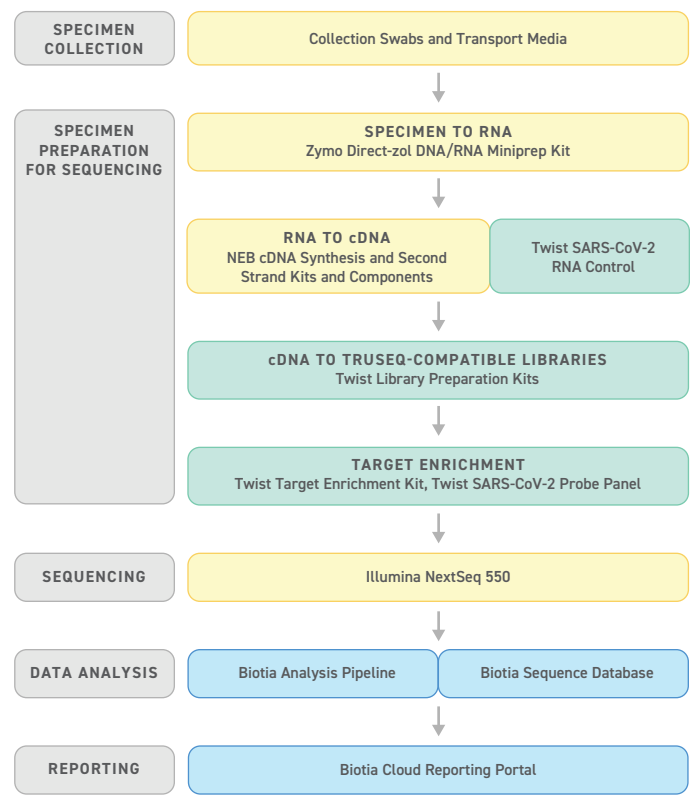 SPECIMEN
COLLECTION
Collection Swabs and Transport Media
SPECIMEN
PREPARATION
FOR SEQUENCING
SPECIMEN TO RNA
Zymo Direct-zol DNA/RNA Miniprep Kit
RNA TO cDNA
NEB cDNA Synthesis and Second
Strand Kits and Components
Twist SARS-CoV-2
RNA Control
cDNA TO TRUSEQ-COMPATIBLE LIBRARIES
Twist Library Preparation Kits
TARGET ENRICHMENT
Twist Target Enrichment Kit, Twist SARS-CoV-2 Probe Panel
SEQUENCING
Illumina NextSeq 550
DATA ANALYSIS
Biotia Analysis Pipeline
Biotia Sequence Database
REPORTING
Biotia Cloud Reporting Portal